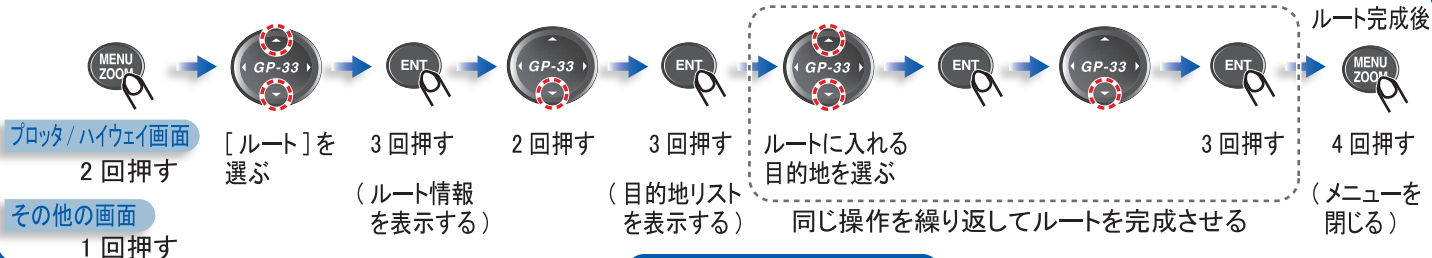 ルート完成後
MENU
ZOOM
GP-33
ENT
GP-33
ENT
GP-33
ENT
GP-33
ENT
MENU
ZOOM
プロッタ / ハイウェイ画面
2 回押す
その他の画面
1 回押す
[ ルート ] を
選ぶ
3 回押す
( ルート情報
を表示する )
2 回押す
3 回押す
( 目的地リスト
を表示する )
ルートに入れる
目的地を選ぶ
3 回押す
同じ操作を繰り返してルートを完成させる
4 回押す
( メニューを
閉じる )